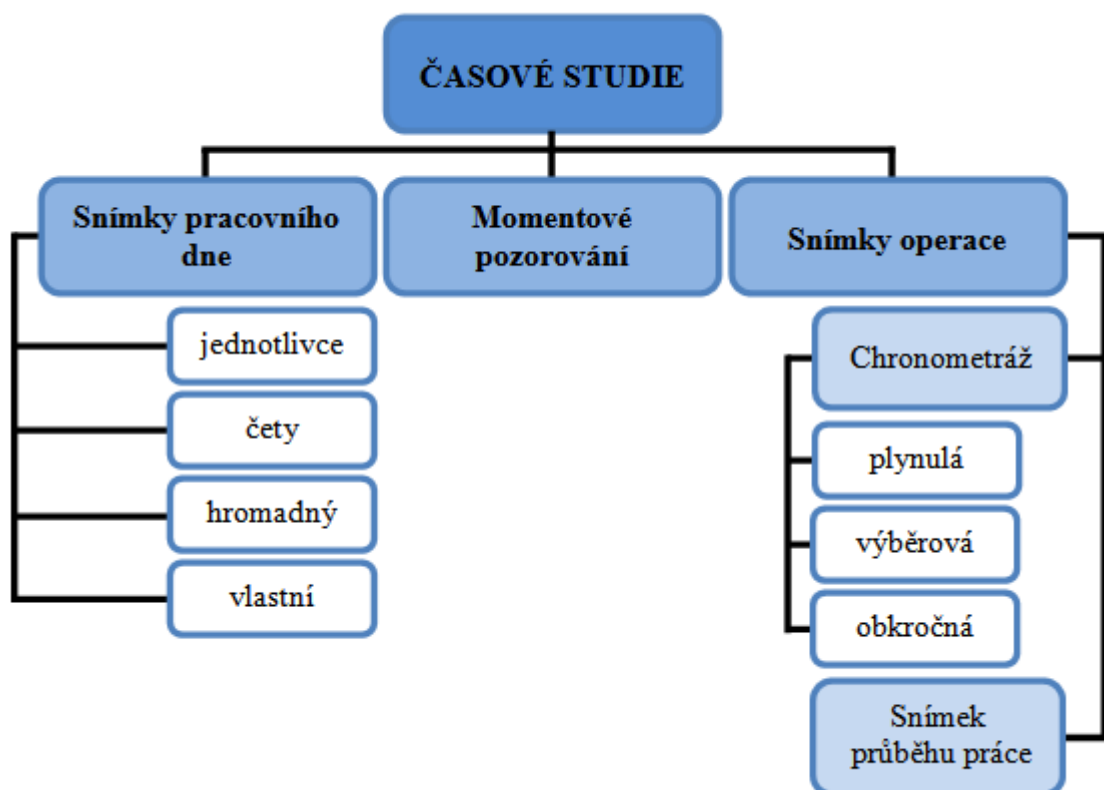 ČASOVÉ STUDIE
Snímky pracovního
dne
Momentové
pozorování
Snímky operace
jednotlivce
čety
hromadný
vlastní
Chronometráž
plynulá
výběrová
obkročná
Snímek
průběhu práce